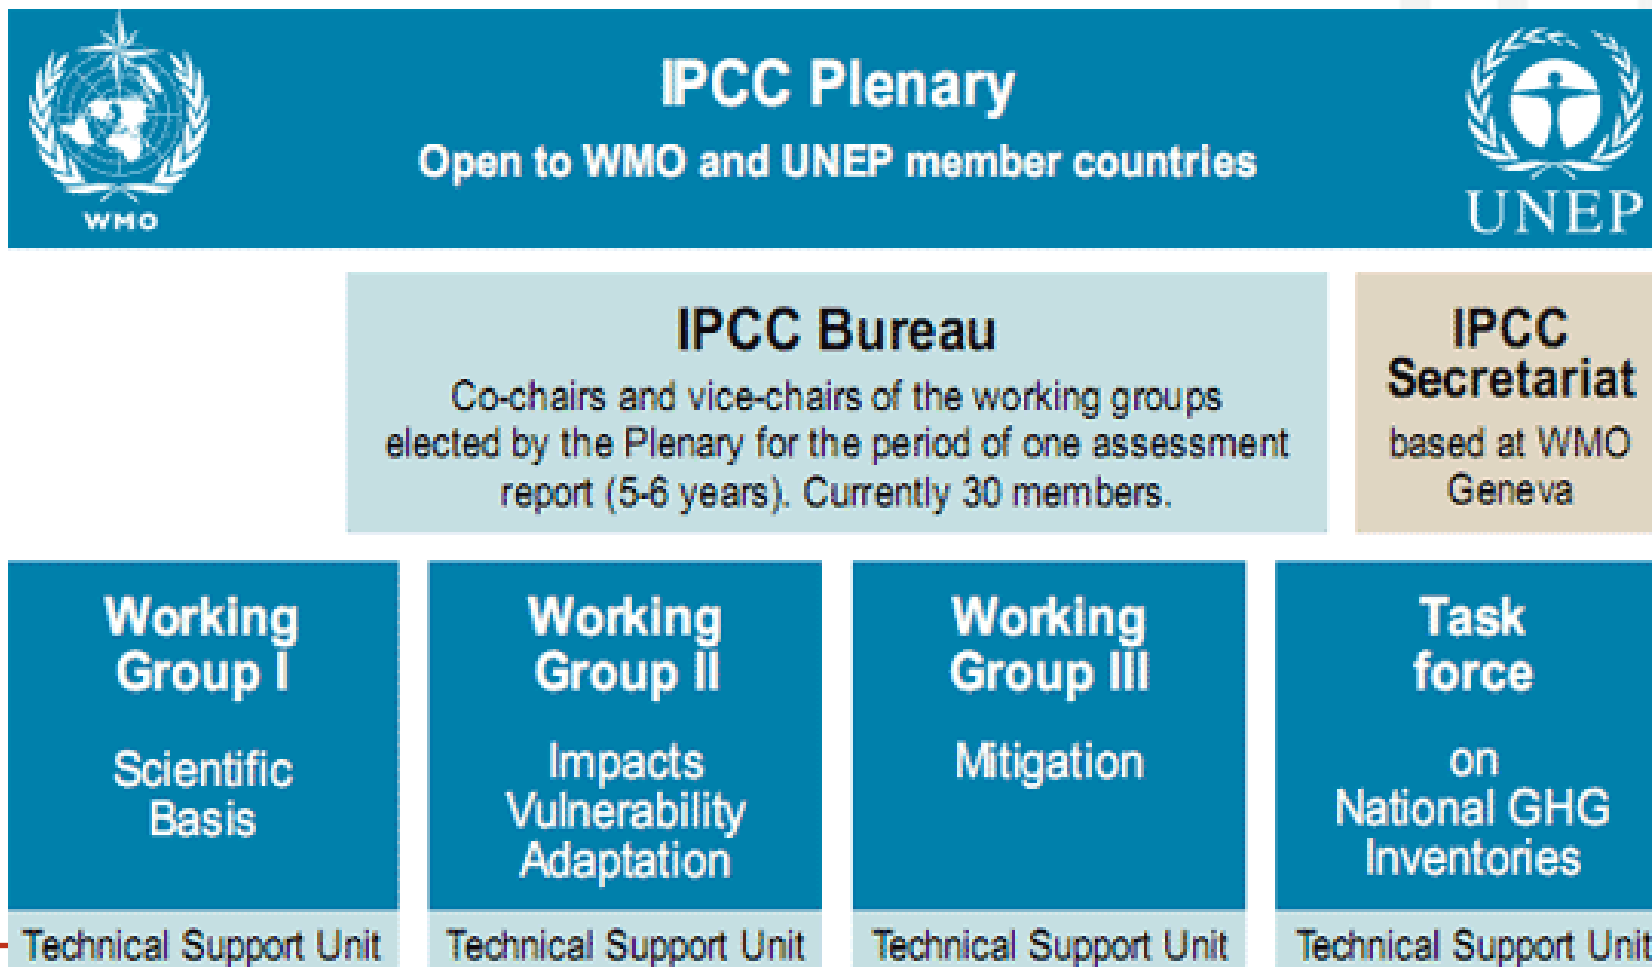 IPCC Plenary
Open to WMO and UNEP member countries
WMO
UNEP
IPCC Bureau
Co-chairs and vice-chairs of the working groups
elected by the Plenary for the period of one assessment
report (5-6 years). Currently 30 members.
IPCC
Secretariat
based at WMO
Geneva
Working
Group I
Scientific
Basis
Technical Support Unit
Working
Group II
Impacts
Vulnerability
Adaptation
Technical Support Unit
Working
Group III
Mitigation
Technical Support Unit
Task
force
on
National GHG
Inventories
Technical Support Unit